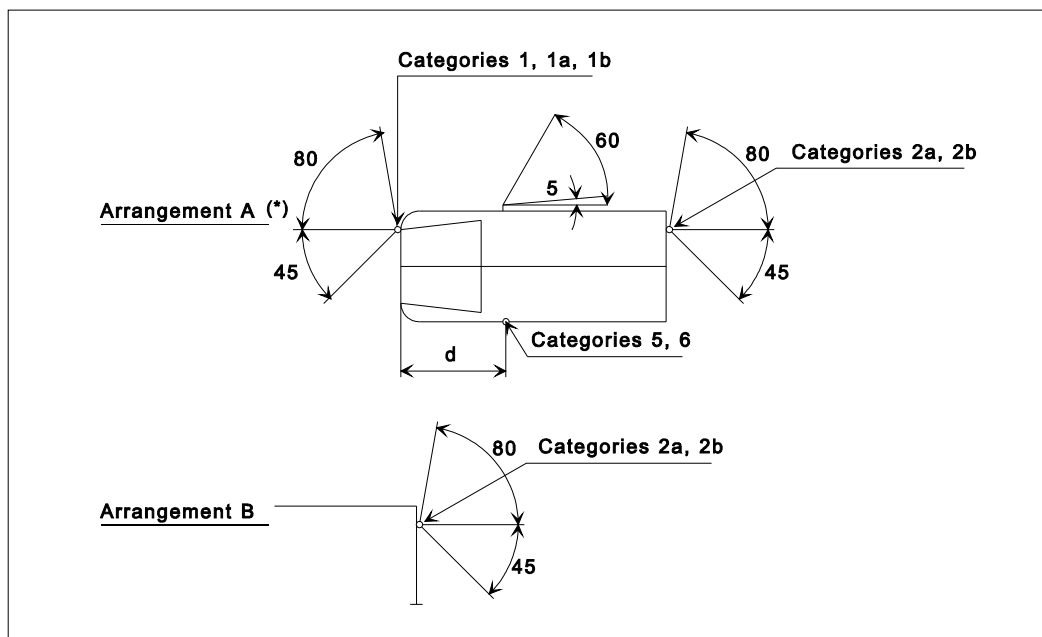 Categories 1, 1a, 1b
80
60
80
Categories 2a, 2b
5
Arrangement A (*)
45
45
Categories 5, 6
d
80
Categories 2a, 2b
Arrangement B
45